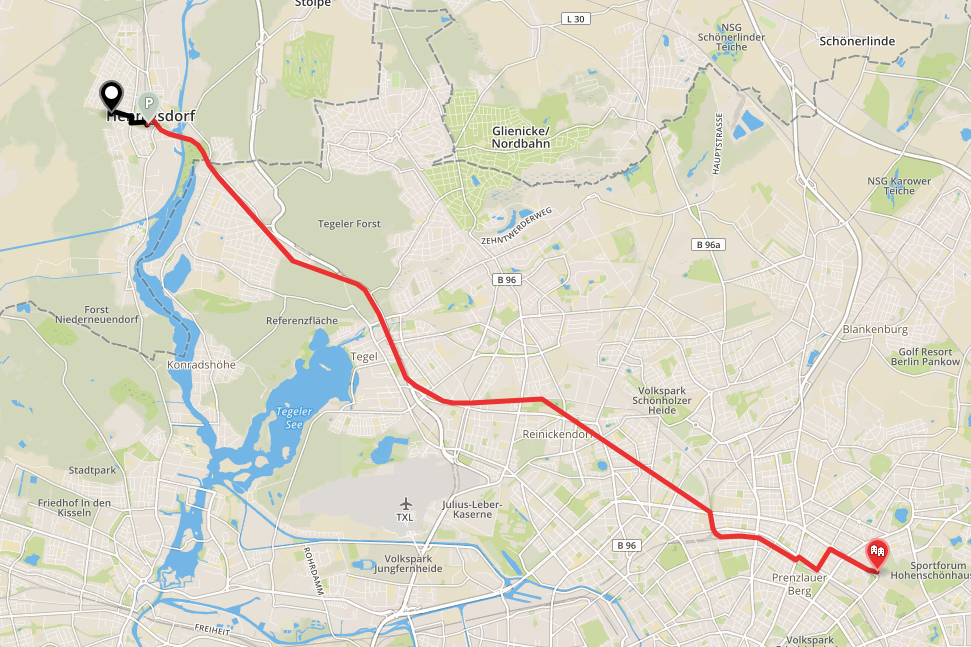 Stolpe
L 30
NSG
Schönerlinder
Teiche
Schönerlinde
P
sdorf
Glienicke/
Nordbahn
HAUPTSTRASSE
NSG Karower
Teiche
Tegeler Forst
ZEHNTWERDERWEG
B 96a
B 96
Forst
Niederneuendorf
Referenzfläche
Blankenburg
Tegel
Konradshöhe
Golf Resort
Berlin Pankow
Volkspark
Schönholzer
Heide
Tegeler
See
Reinickendorf
Stadtpark
Friedhof In den
Kisseln
TXL
Julius-Leber-
Kaserne
B 96
Volkspark
Jungfernheide
ROHRDAMM
Prenzlauer
Berg
Sportforum
Hohenschönhaus
FREIHEIT
Volkspark